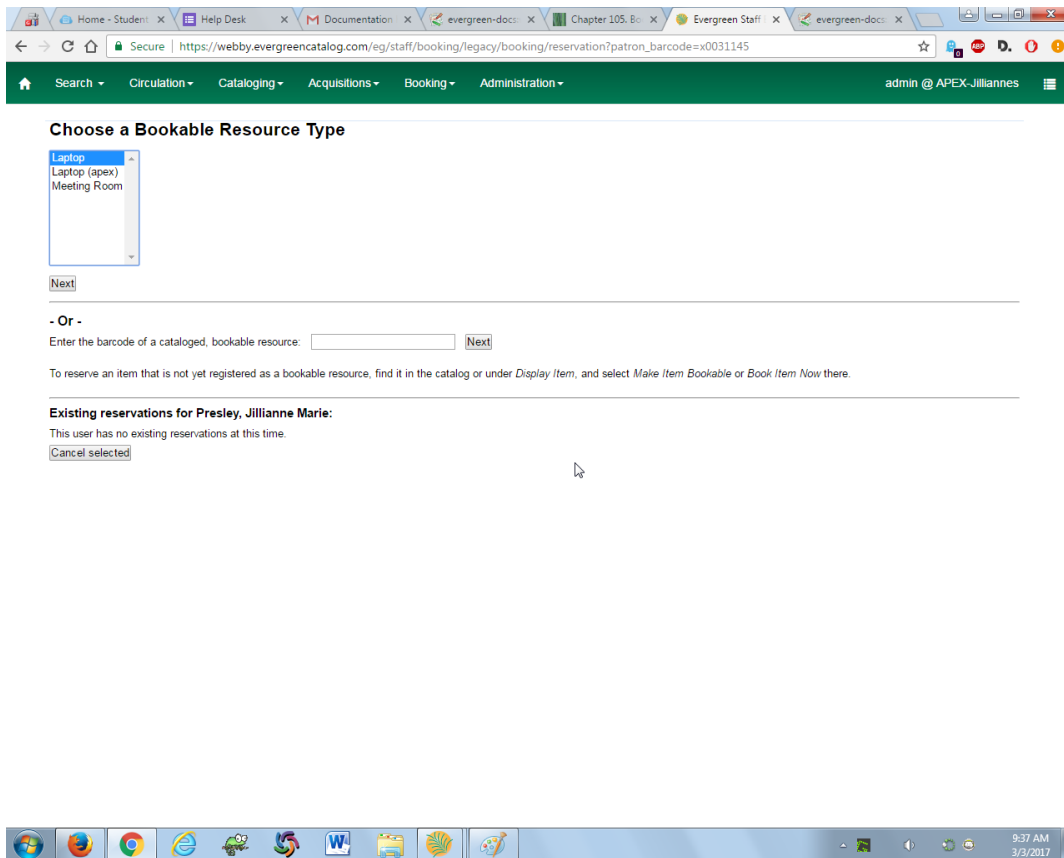 Home - Student Help Desk Documentation evergreen-docs: Chapter 105. Bo Evergreen Staff evergreen-docs:
Secure | https://webby.evergreencatalog.com/eg/staff/booking/legacy/booking/reservation?patron_barcode=x0031145 0 ABP D.
Search Circulation Cataloging Acquisitions Booking Administration admin @ APEX-Jilliannes
Choose a Bookable Resource Type
Laptop
Laptop (apex)
Meeting Room
Next
- Or -
Enter the barcode of a cataloged, bookable resource: Next
To reserve an item that is not yet registered as a bookable resource, find it in the catalog or under Display Item, and select Make Item Bookable or Book Item Now there.
Existing reservations for Presley, Jillianne Marie:
This user has no existing reservations at this time.
Cancel selected
9:37 AM
3/3/2017